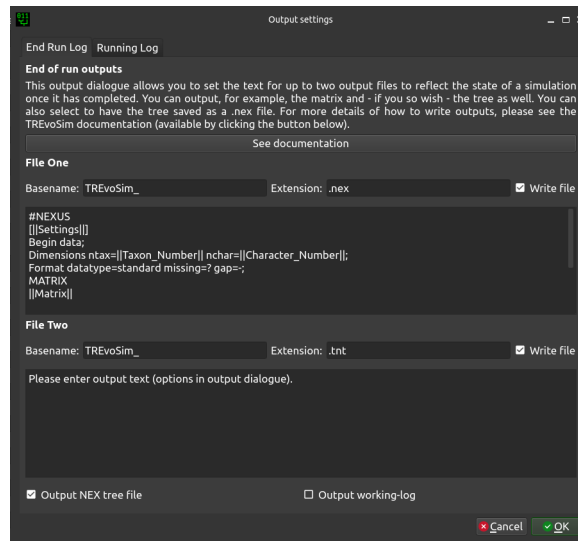 Output settings
End Run Log Running Log
End of run outputs
This output dialogue allows you to set the text for up to two output files to reflect the state of a simulation
once it has completed. You can output, for example, the matrix and - if you so wish - the tree as well. You can
also select to have the tree saved as a .nex file. For more details of how to write outputs, please see the
TREvoSim documentation (available by clicking the button below).
See documentation
File One
Basename: TREvoSim_ Extension: .nex Write file
#NEXUS
[||Settings||]
Begin data;
Dimensions ntax=||Taxon_Number|| nchar=||Character_Number||;
Format datatype=standard missing=? gap=-;
MATRIX
||Matrix||
File Two
Basename: TREvoSim_ Extension: .tnt Write file
Please enter output text (options in output dialogue).
Output NEX tree file Output working-log
Cancel OK